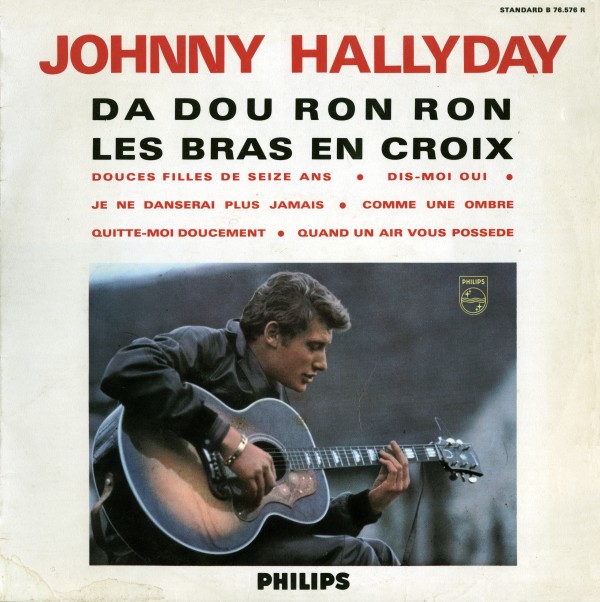 STANDARD B 76.576 R
JOHNNY HALLYDAY
DA DOU RON RON
LES BRAS EN CROIX
DOUCES FILLES DE SEIZE ANS • DIS-MOI OUI •
JE NE DANSERAI PLUS JAMAIS • COMME UNE OMBRE
QUITTE-MOI DOUCEMENT • QUAND UN AIR VOUS POSSEDE
PHILIPS
PHILIPS